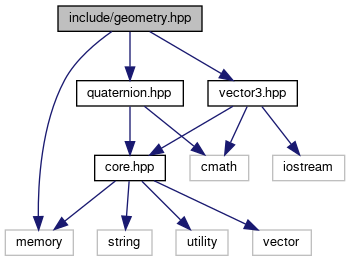 include/geometry.hpp
quaternion.hpp
vector3.hpp
core.hpp
cmath
iostream
memory
string
utility
vector